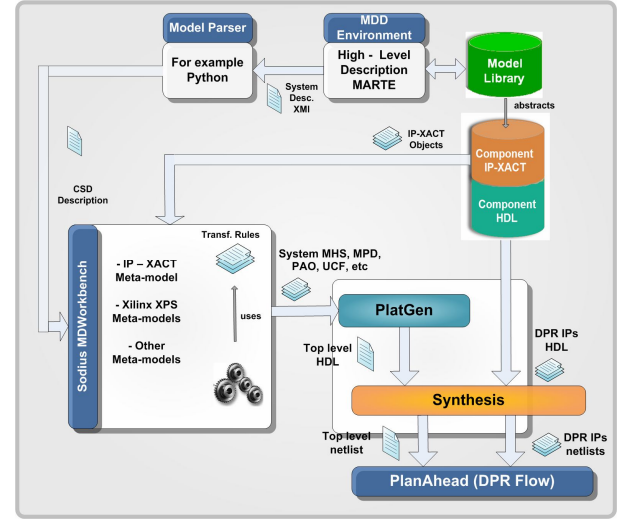 Model Parser
For example
Python
MDD
Environment
High - Level
Description
MARTE
Model
Library
System
Desc.
XMI
abstracts
IP-XACT
Objects
Component
IP-XACT
Component
HDL
CSD
Description
Sodius MDWorkbench
- IP – XACT
Meta-model
- Xilinx XPS
Meta-models
- Other
Meta-models
Transf. Rules
uses
System MHS, MPD,
PAO, UCF, etc
PlatGen
Top level
HDL
DPR IPs
HDL
Synthesis
Top level
netlist
DPR IPs
netlists
PlanAhead (DPR Flow)